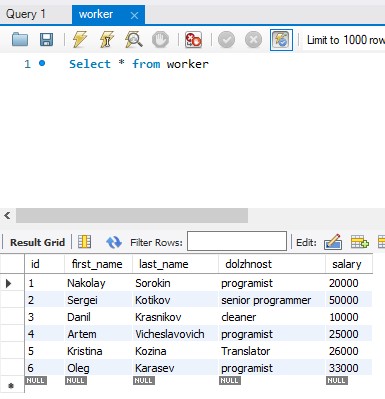 Query 1 worker
Limit to 1000 row
1 Select * from worker
Result Grid Filter Rows: Edit:
id first_name last_name dolzhnost salary
1 Nakolay Sorokin programist 20000
2 Sergei Kotikov senior programmer 50000
3 Danil Krasnikov cleaner 10000
4 Artem Vicheslavovich programist 25000
5 Kristina Kozina Translator 26000
6 Oleg Karasev programist 33000
NULL NULL NULL NULL NULL